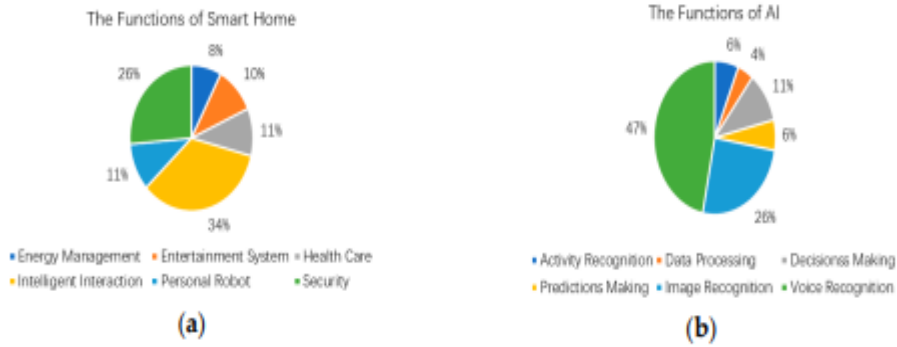 The Functions of Smart Home
8%
10%
11%
34%
11%
26%
Energy Management Entertainment System Health Care
Intelligent Interaction Personal Robot Security
(a)
The Functions of AI
6%
4%
11%
6%
26%
47%
Activity Recognition Data Processing Decisionss Making
Predictions Making Image Recognition Voice Recognition
(b)